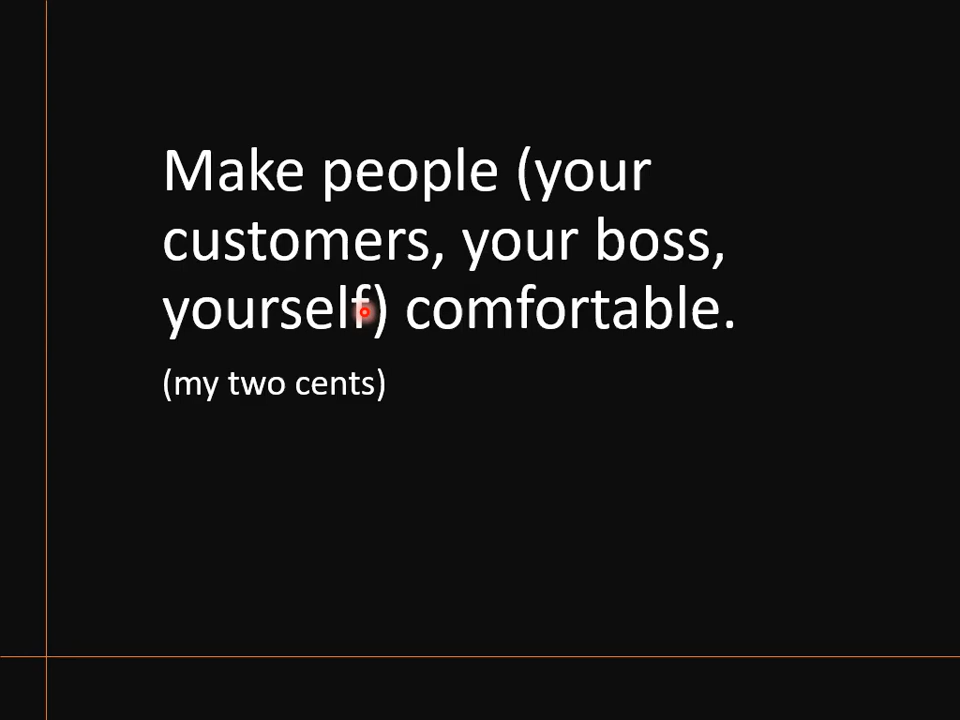 Make people (your
customers, your boss,
yourself) comfortable.
(my two cents)